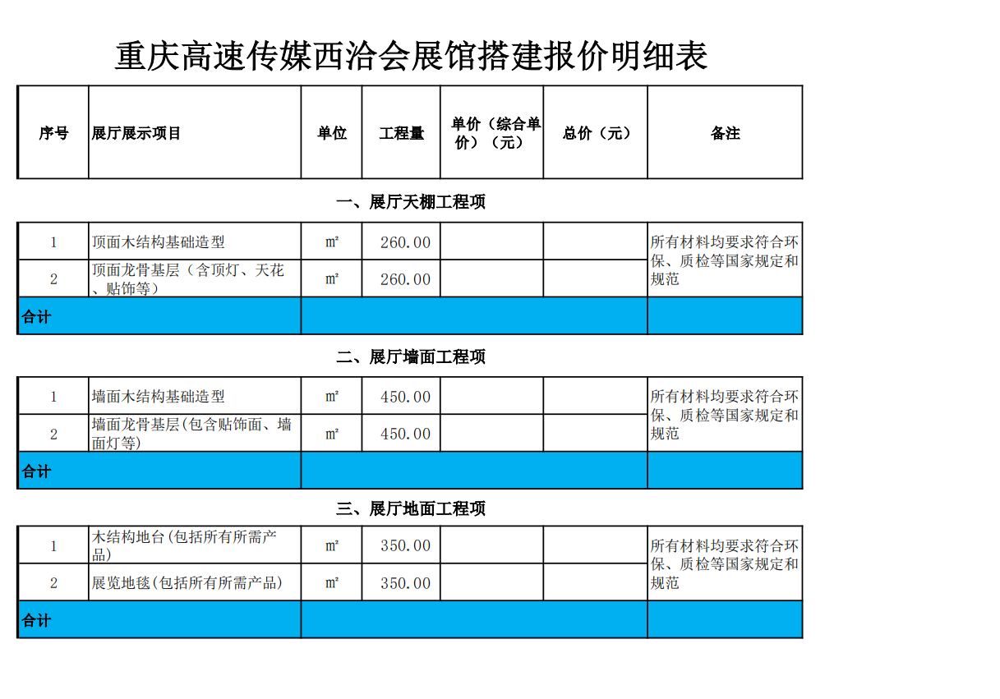 重庆高速传媒西洽会展馆搭建报价明细表
序号 展厅展示项目 单位 工程量 单价（综合单价）（元） 总价（元） 备注
一、展厅天棚工程项
1 顶面木结构基础造型 ㎡ 260.00
2 顶面龙骨基层（含顶灯、天花、贴饰等） ㎡ 260.00
所有材料均要求符合环
保、质检等国家规定和
规范
合计
二、展厅墙面工程项
1 墙面木结构基础造型 ㎡ 450.00
2 墙面龙骨基层(包含贴饰面、墙面灯等) ㎡ 450.00
所有材料均要求符合环
保、质检等国家规定和
规范
合计
三、展厅地面工程项
1 木结构地台(包括所有所需产品) ㎡ 350.00
2 展览地毯(包括所有所需产品) ㎡ 350.00
所有材料均要求符合环
保、质检等国家规定和
规范
合计